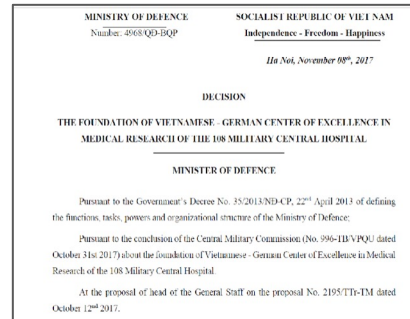 MINISTRY OF DEFENCE
SOCIALIST REPUBLIC OF VIET NAM
Number: 4968/QĐ-BQP
Independence - Freedom - Happiness
Ha Noi, November 08th, 2017
DECISION
THE FOUNDATION OF VIETNAMESE - GERMAN CENTER OF EXCELLENCE IN
MEDICAL RESEARCH OF THE 108 MILITARY CENTRAL HOSPITAL
MINISTER OF DEFENCE
Pursuant to the Government's Decree No. 35/2013/NĐ-CP, 22nd April 2013 of defining
the functions, tasks, powers and organizational structure of the Ministry of Defence;
Pursuant to the conclusion of the Central Military Commission (No. 996-TB/VPQU dated
October 31st 2017) about the foundation of Vietnamese - German Center of Excellence in Medical
Research of the 108 Military Central Hospital.
At the proposal of head of the General Staff on the proposal No. 2195/TTr-TM dated
October 12nd 2017.